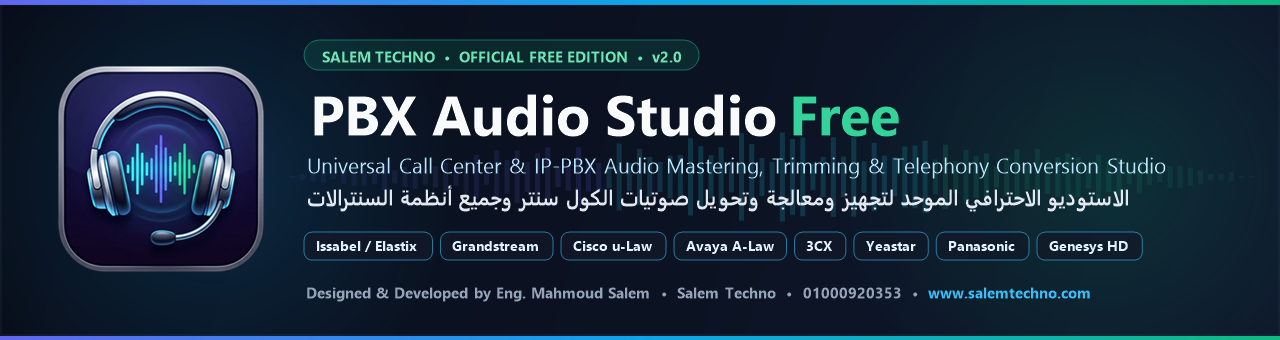 SALEM TECHNO • OFFICIAL FREE EDITION • v2.0
PBX Audio Studio Free
Universal Call Center & IP-PBX Audio Mastering, Trimming & Telephony Conversion Studio
الاستوديو الاحترافي الموحد لتجهيز ومعالجة وتحويل صوتيات الكول سنتر وجميع أنظمة السنترالات
Issabel / Elastix Grandstream Cisco u-Law Avaya A-Law 3CX Yeastar Panasonic Genesys HD
Designed & Developed by Eng. Mahmoud Salem • Salem Techno • 01000920353 • www.salemtechno.com